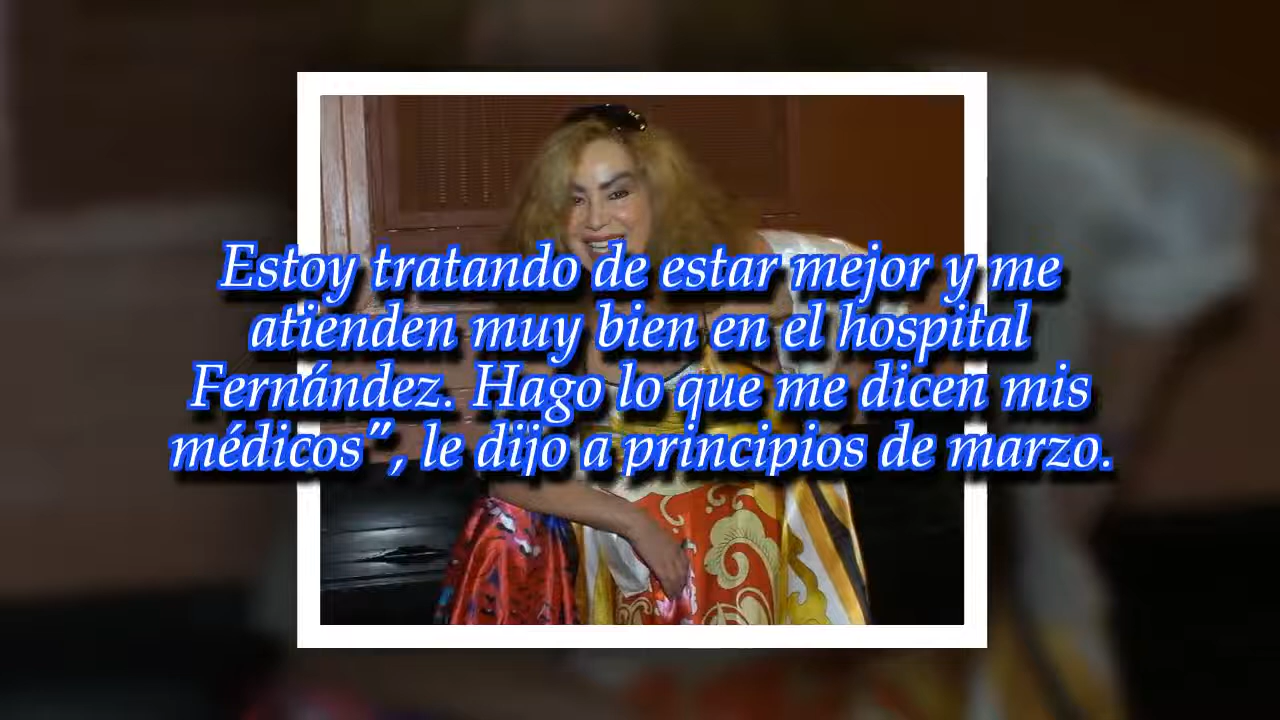 Estoy tratando de estar mejor y me
atienden muy bien en el hospital
Fernández. Hago lo que me dicen mis
médicos”, le dijo a principios de marzo.